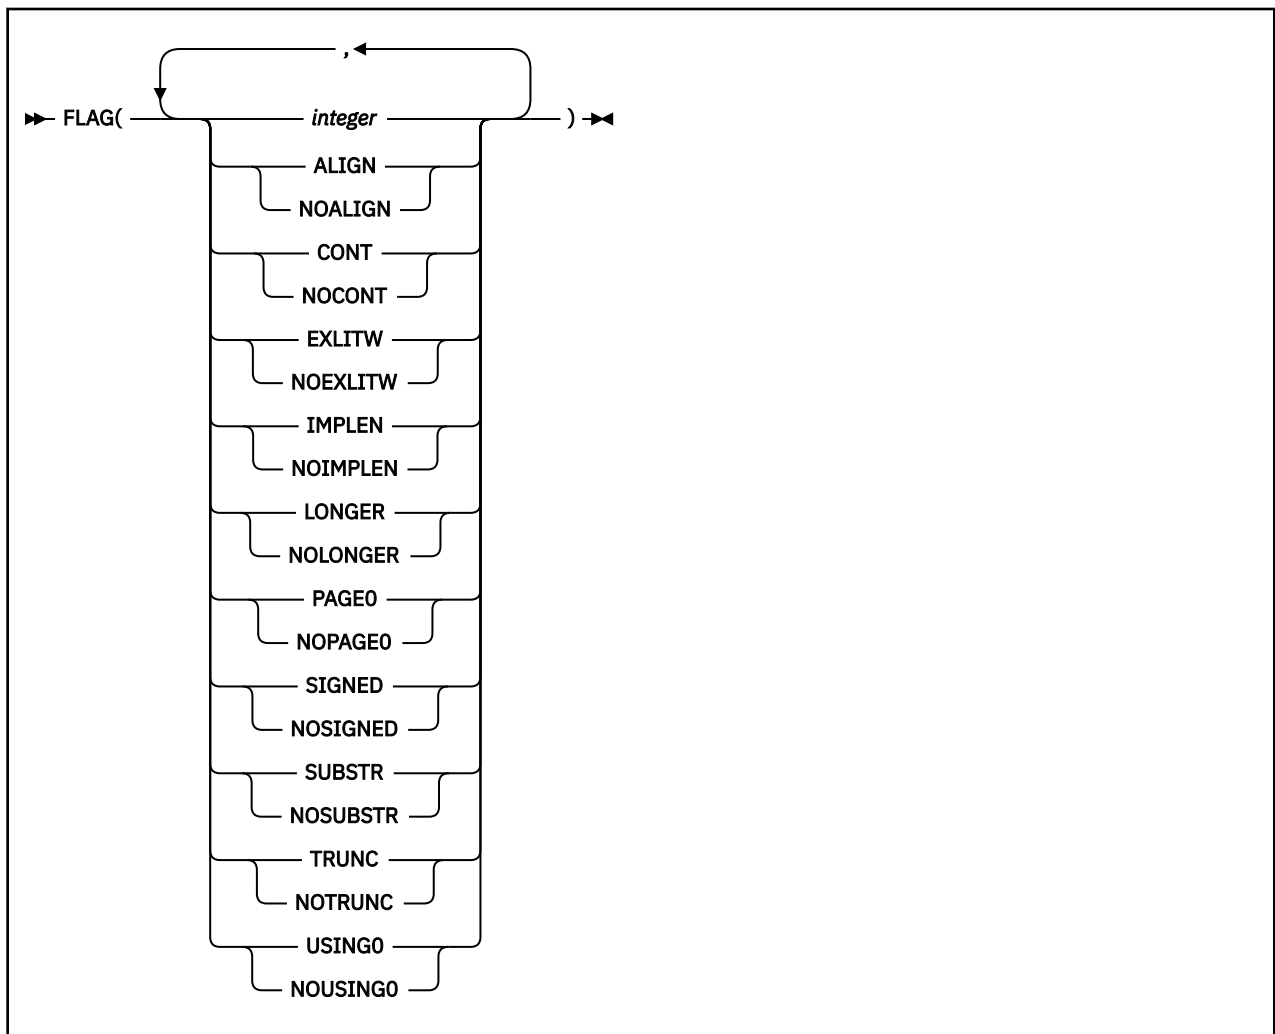 ,
FLAG( integer )
ALIGN
NOALIGN
CONT
NOCONT
EXLITW
NOEXLITW
IMPLEN
NOIMPLEN
LONGER
NOLONGER
PAGE0
NOPAGE0
SIGNED
NOSIGNED
SUBSTR
NOSUBSTR
TRUNC
NOTRUNC
USING0
NOUSING0